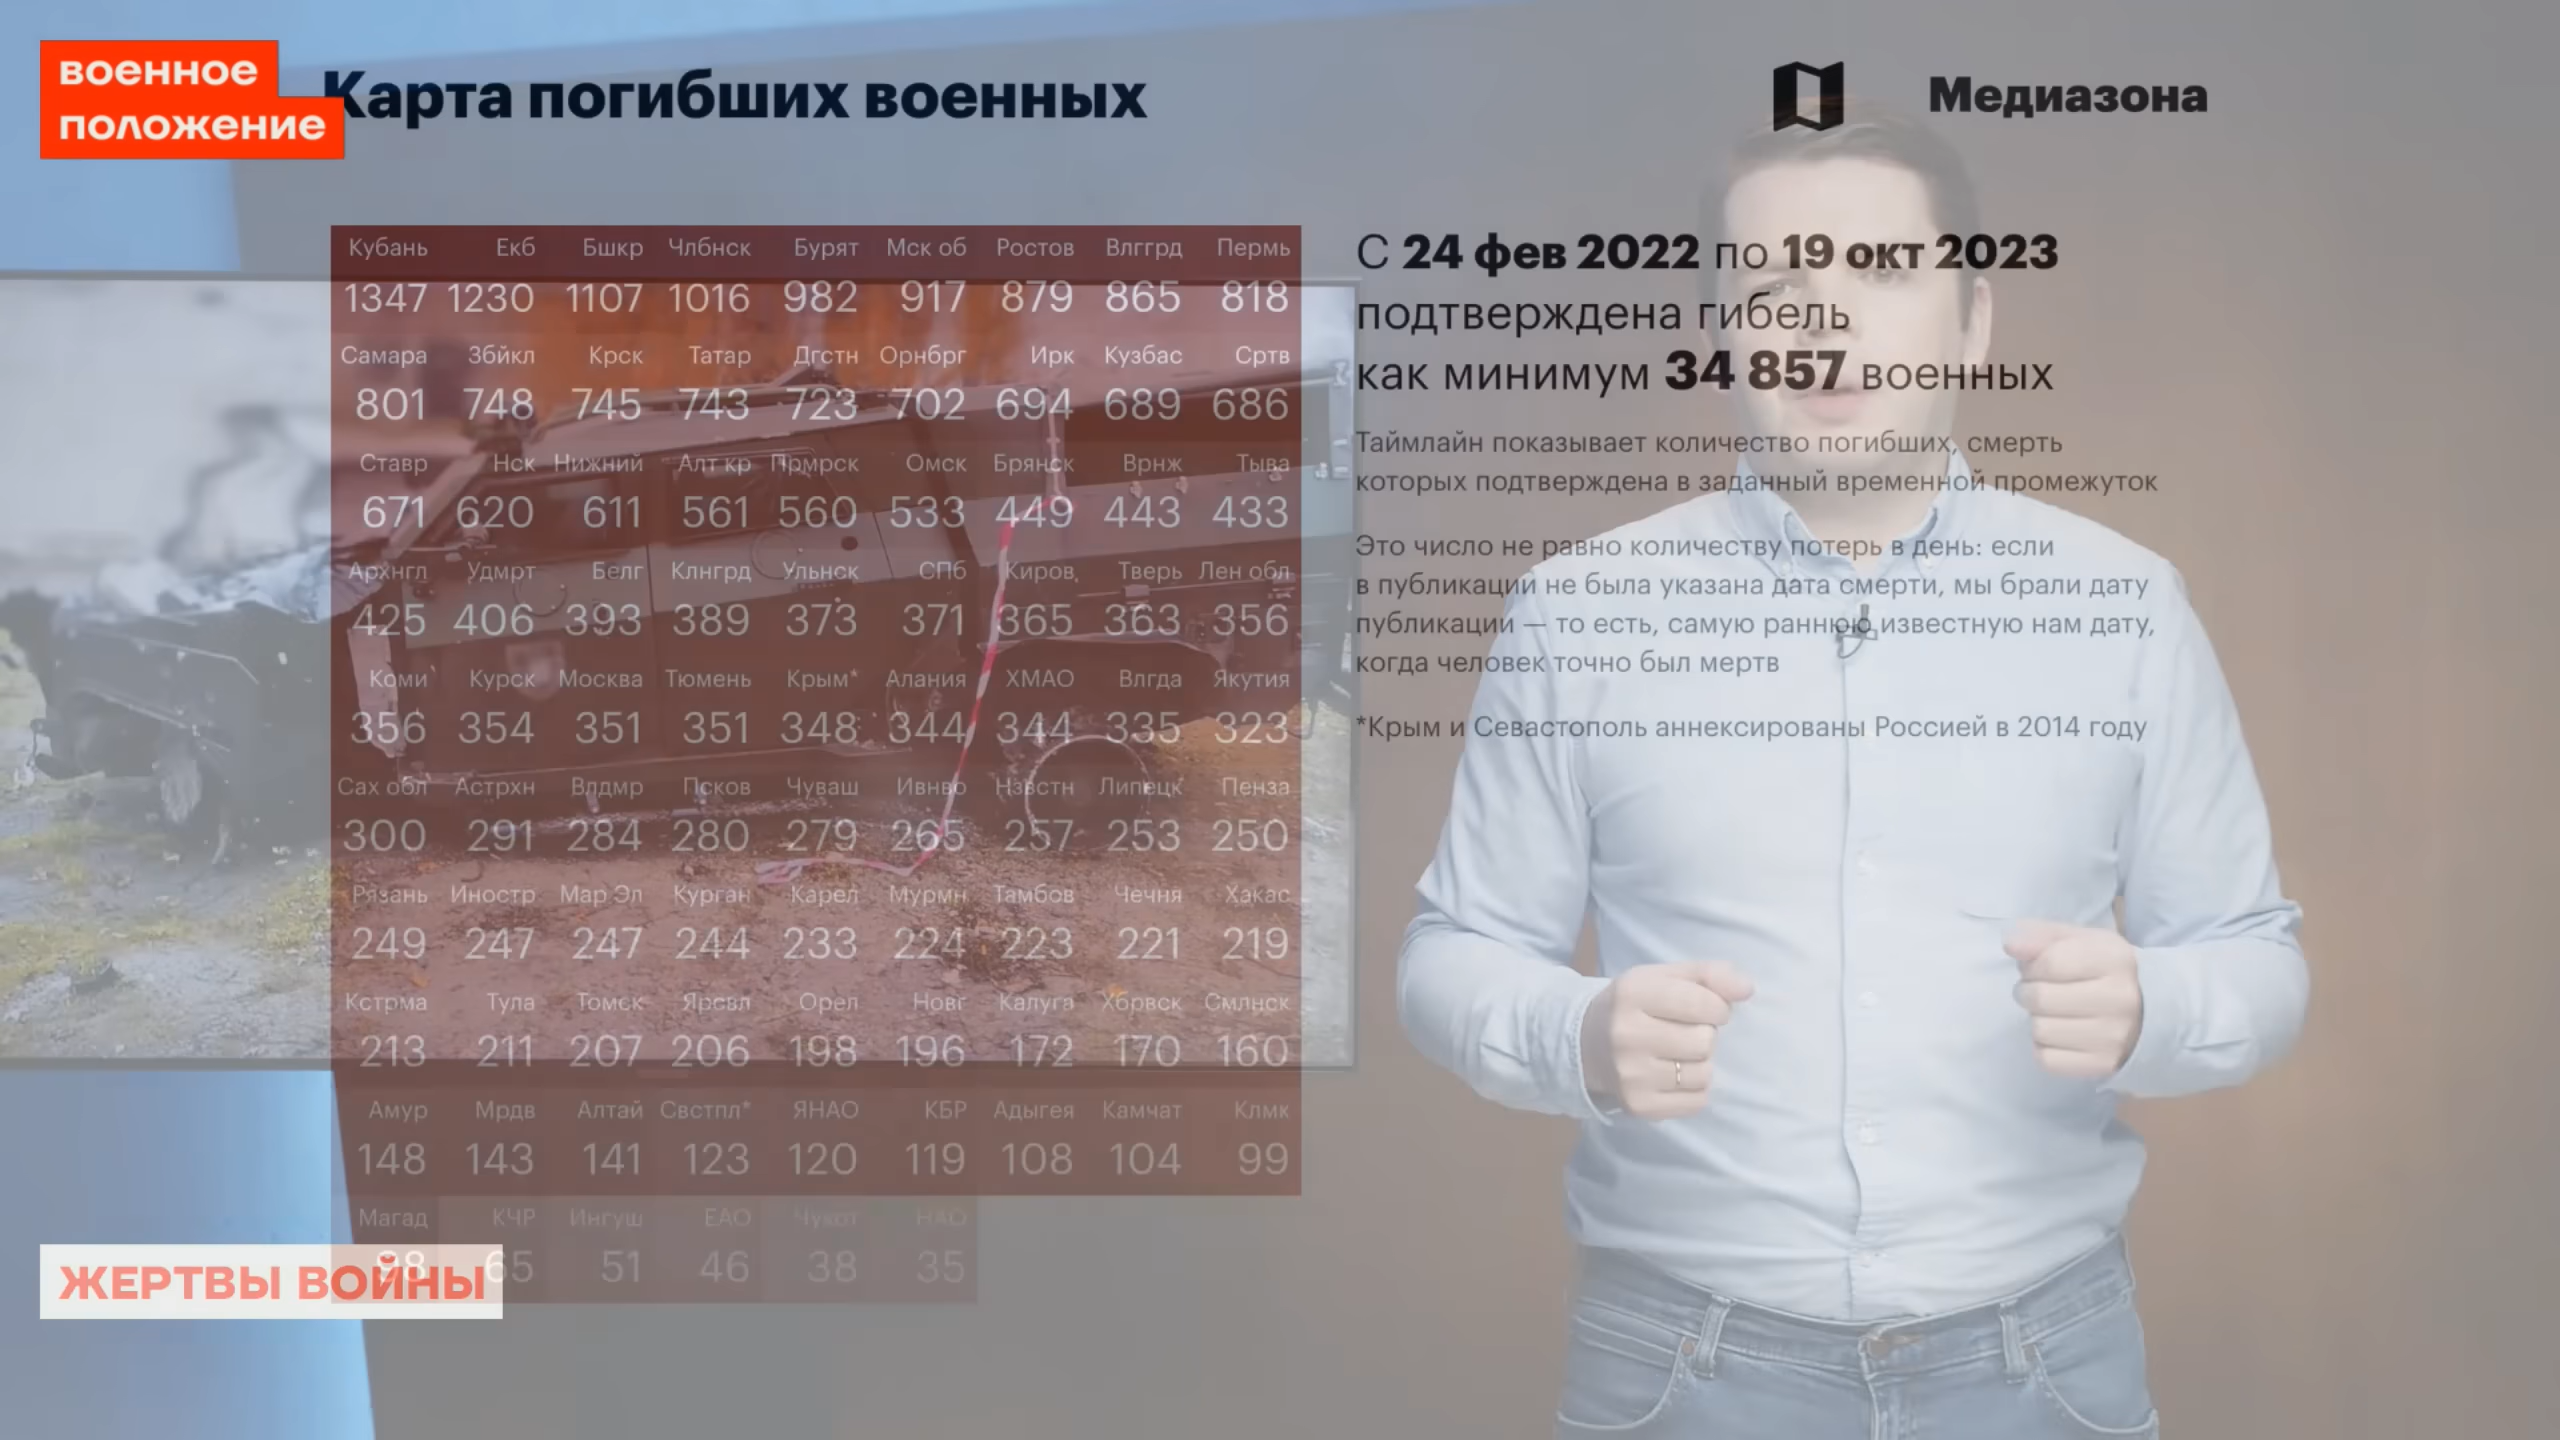 военное
положение
Карта погибших военных
Медиазона
Кубань Екб Бшкр Члбнск Бурят Мск об Ростов Влггрд Пермь
1347 1230 1107 1016 982 917 879 865 818
Самара Збйкл Крск Татар Дгстн Орнбрг Ирк Кузбас Сртв
801 748 745 743 723 702 694 689 686
Ставр Нск Нижний Алт кр Прмрск Омск Брянск Врнж Тыва
671 620 611 561 560 533 449 443 433
Архнгл Удмрт Белг Клнгрд Ульнск СПб Киров Тверь Лен обл
425 406 393 389 373 371 365 363 356
Коми Курск Москва Тюмень Крым* Алания ХМАО Влгда Якутия
356 354 351 351 348 344 344 335 323
Сах обл Астрхн Влдмр Псков Чуваш Ивнво Нзвстн Липецк Пенза
300 291 284 280 279 265 257 253 250
Рязань Иностр Мар Эл Курган Карел Мурмн Тамбов Чечня Хакас
249 247 247 244 233 224 223 221 219
Кстрма Тула Томск Ярсвл Орел Новг Калуга Хбрвск Смлнск
213 211 207 206 198 196 172 170 160
Амур Мрдв Алтай Свстпл* ЯНАО КБР Адыгея Камчат Клмк
148 143 141 123 120 119 108 104 99
Магад КЧР Ингуш ЕАО Чукот НАО
98 65 51 46 38 35
С 24 фев 2022 по 19 окт 2023
подтверждена гибель
как минимум 34 857 военных
Таймлайн показывает количество погибших, смерть
которых подтверждена в заданный временной промежуток
Это число не равно количеству потерь в день: если
в публикации не была указана дата смерти, мы брали дату
публикации — то есть, самую раннюю известную нам дату,
когда человек точно был мертв
*Крым и Севастополь аннексированы Россией в 2014 году
ЖЕРТВЫ ВОЙНЫ